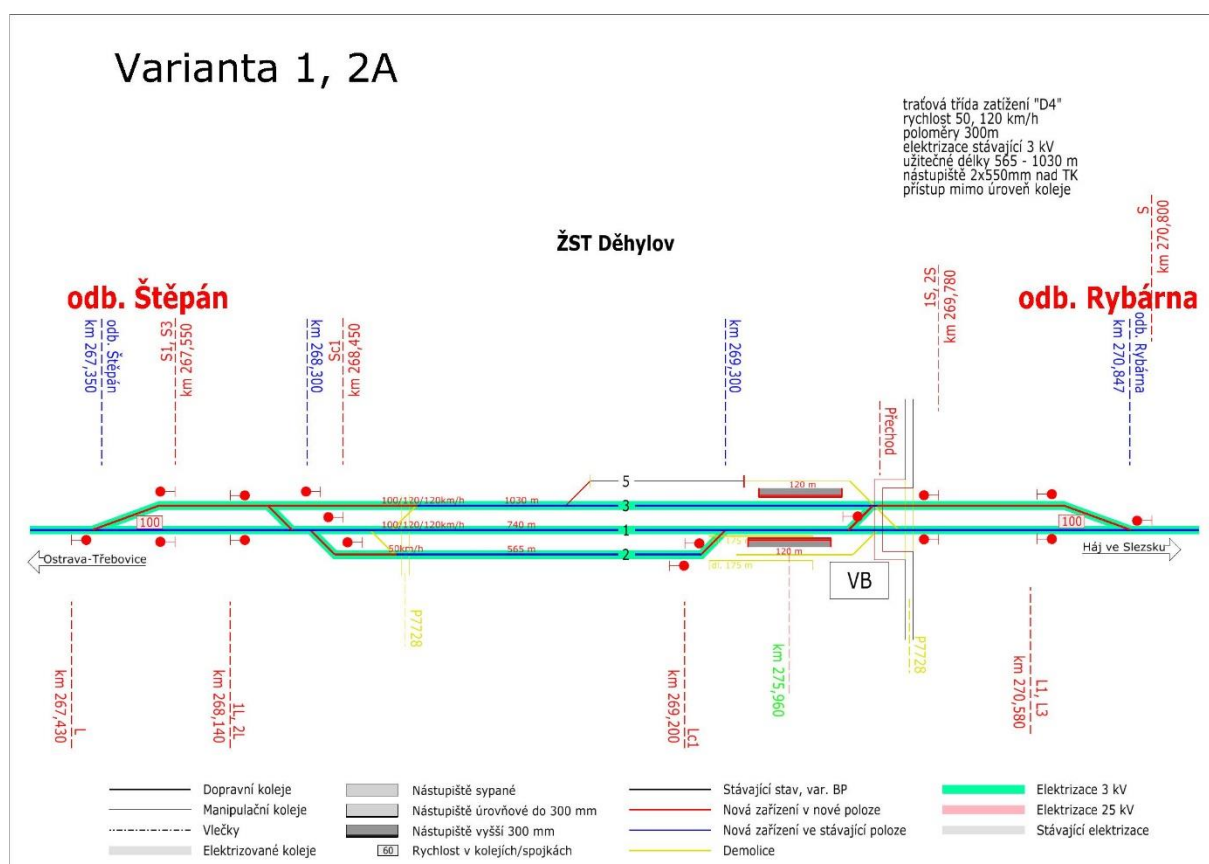 Varianta 1, 2A
traťová třída zatížení "D4"
rychlost 50, 120 km/h
poloměry 300m
elektrizace stávající 3 kV
užitečné délky 565 - 1030 m
nástupiště 2x550mm nad TK
přístup mimo úroveň koleje
ŽST Děhylov
S
km 270,800
odb. Štěpán
odb. Rybárna
odb. Štěpán
km 267,350
S1, S3
km 267,550
km 268,300
Sc1
km 268,450
km 269,300
1S, 2S
km 269,780
Přechod
odb. Rybárna
km 270,847
5
120 m
100/120/120km/h
1030 m
3
100
100/120/120km/h
740 m
1
100
50km/h
565 m
2
120 m
dl. 175 m
Ostrava-Třebovice
Háj ve Slezsku
VB
P7728
P7728
km 275,960
L
km 267,430
1L, 2L
km 268,140
Lc1
km 269,200
L1, L3
km 270,580
Dopravní koleje
Manipulační koleje
Vlečky
Elektrizované koleje
Nástupiště sypané
Nástupiště úrovňové do 300 mm
Nástupiště vyšší 300 mm
60 Rychlost v kolejích/spojkách
Stávající stav, var. BP
Nová zařízení v nové poloze
Nová zařízení ve stávající poloze
Demolice
Elektrizace 3 kV
Elektrizace 25 kV
Stávající elektrizace